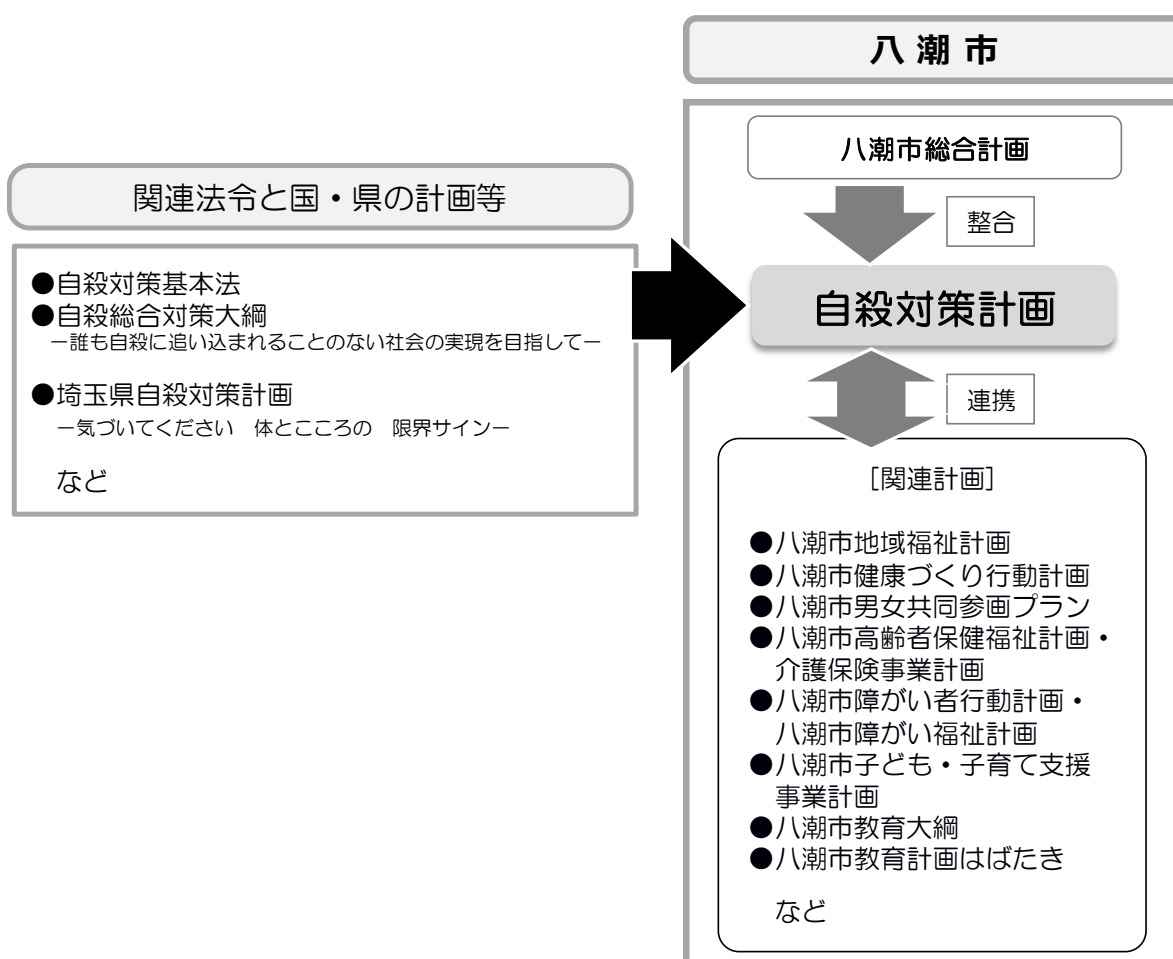 八潮市
関連法令と国・県の計画等
●自殺対策基本法
●自殺総合対策大綱
－誰も自殺に追い込まれることのない社会の実現を目指して－
●埼玉県自殺対策計画
－気づいてください　体とこころの　限界サイン－
など
八潮市総合計画
整合
自殺対策計画
連携
［関連計画］
●八潮市地域福祉計画
●八潮市健康づくり行動計画
●八潮市男女共同参画プラン
●八潮市高齢者保健福祉計画・
介護保険事業計画
●八潮市障がい者行動計画・
八潮市障がい福祉計画
●八潮市子ども・子育て支援
事業計画
●八潮市教育大綱
●八潮市教育計画はばたき
など